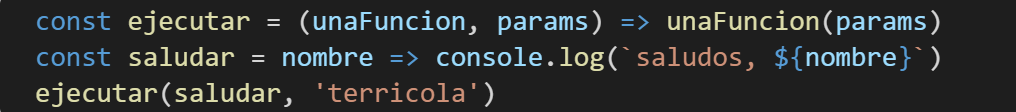 const ejecutar = (unaFuncion, params) => unaFuncion(params)
const saludar = nombre => console.log(`saludos, ${nombre}`)
ejecutar(saludar, 'terricola')